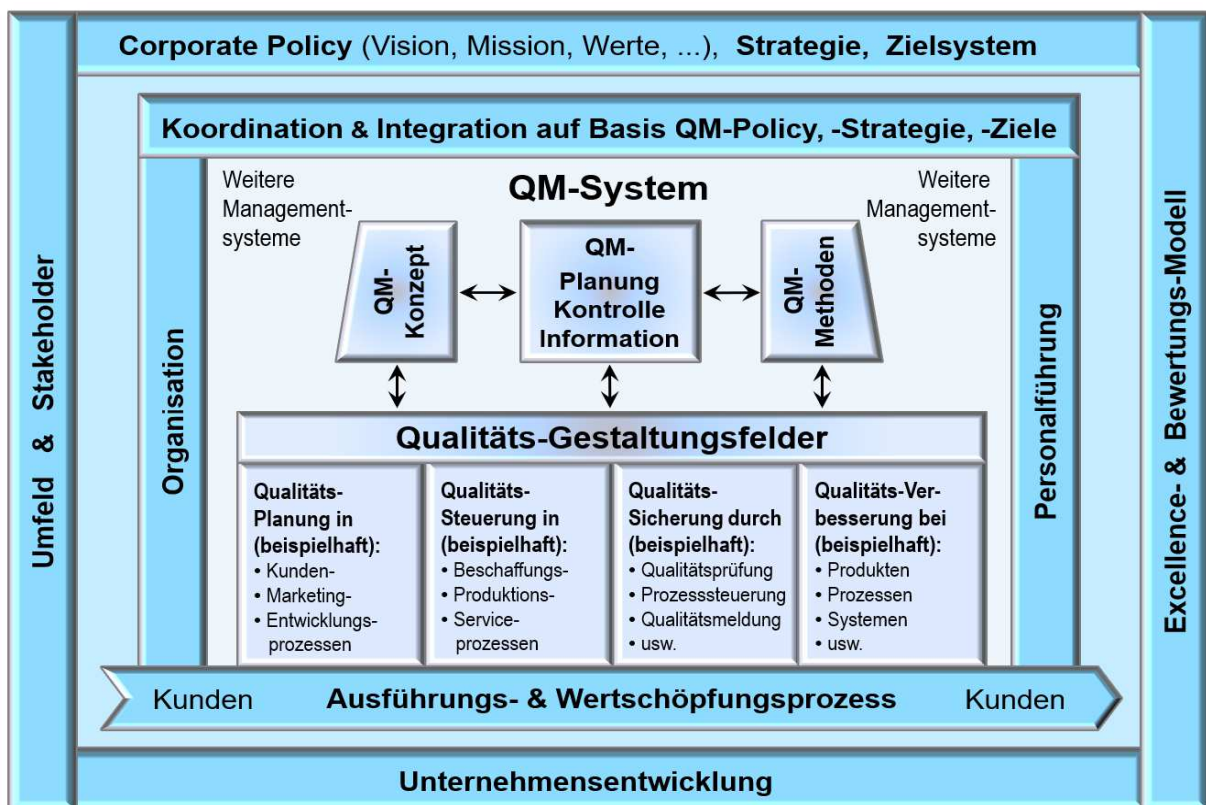 Corporate Policy (Vision, Mission, Werte, ...), Strategie, Zielsystem
Umfeld & Stakeholder
Koordination & Integration auf Basis QM-Policy, -Strategie, -Ziele
Organisation
Weitere
Management-
systeme
QM-System
Weitere
Management-
systeme
QM-
Konzept
QM-
Planung
Kontrolle
Information
QM-
Methoden
Qualitäts-Gestaltungsfelder
Qualitäts-
Planung in
(beispielhaft):
• Kunden-
• Marketing-
• Entwicklungs-
prozessen
Qualitäts-
Steuerung in
(beispielhaft):
• Beschaffungs-
• Produktions-
• Service-
prozessen
Qualitäts-
Sicherung durch
(beispielhaft):
• Qualitätsprüfung
• Prozesssteuerung
• Qualitätsmeldung
• usw.
Qualitäts-Ver-
besserung bei
(beispielhaft):
• Produkten
• Prozessen
• Systemen
• usw.
Personalführung
Excellence- & Bewertungs-Modell
Kunden Ausführungs- & Wertschöpfungsprozess Kunden
Unternehmensentwicklung